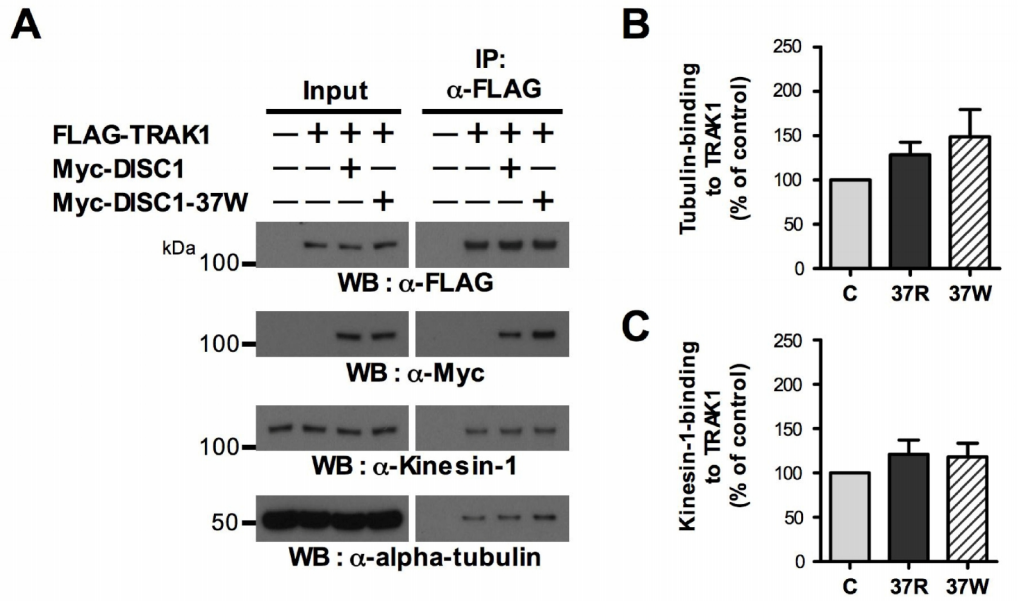 A
IP:
Input α-FLAG
FLAG-TRAK1 — + + + — + + +
Myc-DISC1 — — + — — — + —
Myc-DISC1-37W — — — + — — — +
kDa
100
WB : α-FLAG
100
WB : α-Myc
100
WB : α-Kinesin-1
50
WB : α-alpha-tubulin
B
Tubulin-binding
to TRAK1
(% of control)
250
200
150
100
50
0
C 37R 37W
C
Kinesin-1-binding
to TRAK1
(% of control)
250
200
150
100
50
0
C 37R 37W